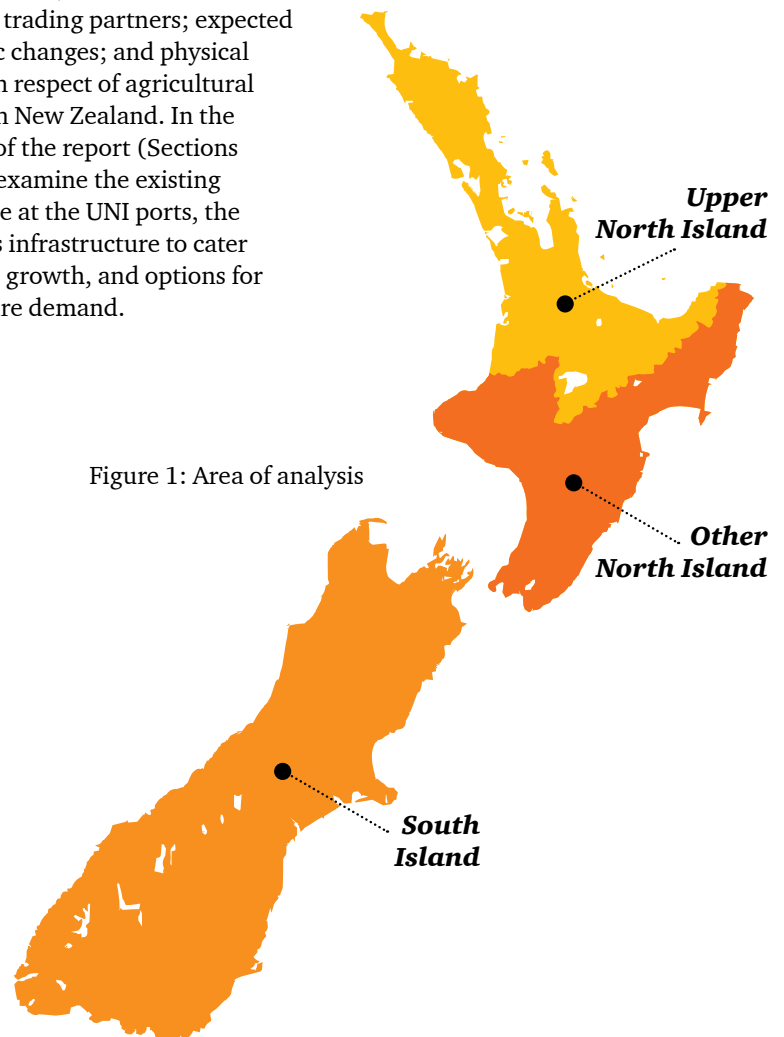 trading partners; expected
c changes; and physical
n respect of agricultural
n New Zealand. In the
of the report (Sections
examine the existing
e at the UNI ports, the
s infrastructure to cater
growth, and options for
re demand.
Upper
North Island
Figure 1: Area of analysis
Other
North Island
South
Island